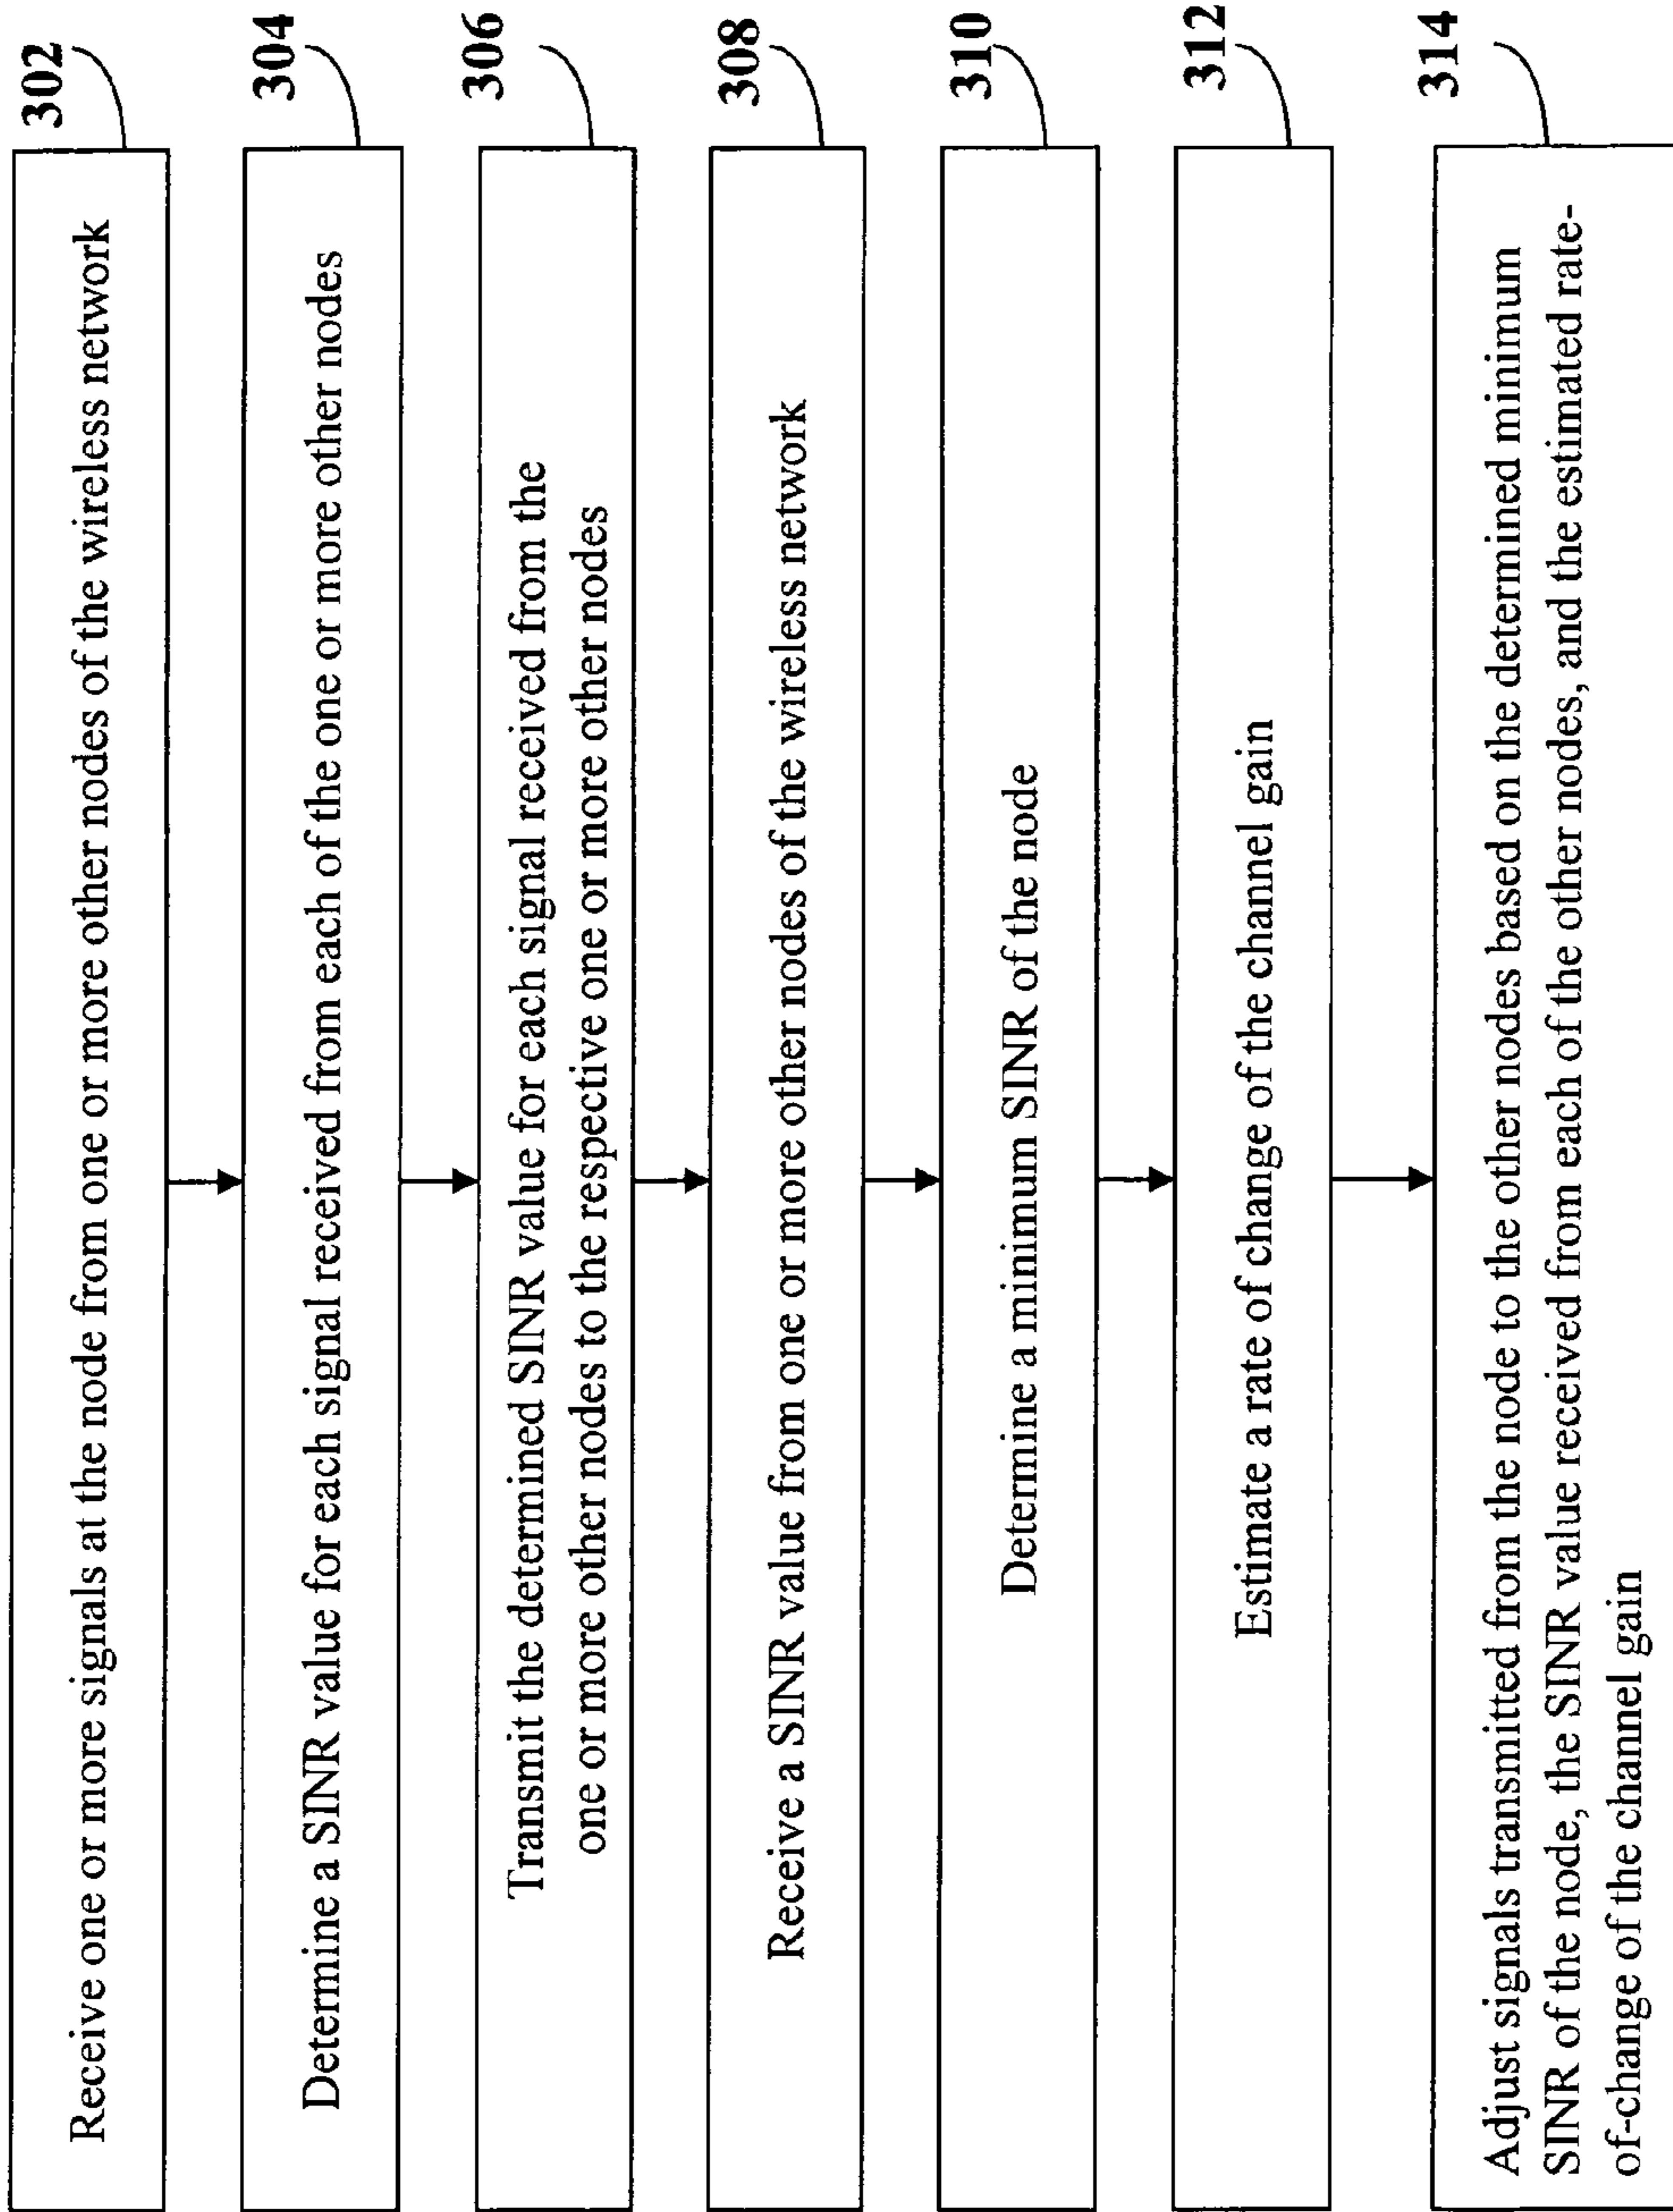 302
Receive one or more signals at the node from one or more other nodes of the wireless network
304
Determine a SINR value for each signal received from each of the one or more other nodes
306
Transmit the determined SINR value for each signal received from the
one or more other nodes to the respective one or more other nodes
308
Receive a SINR value from one or more other nodes of the wireless network
310
Determine a minimum SINR of the node
312
Estimate a rate of change of the channel gain
314
Adjust signals transmitted from the node to the other nodes based on the determined minimum
SINR of the node, the SINR value received from each of the other nodes, and the estimated rate-
of-change of the channel gain